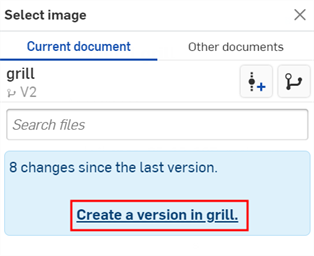 Select image
Current document Other documents
grill
V2
Search files
8 changes since the last version.
Create a version in grill.